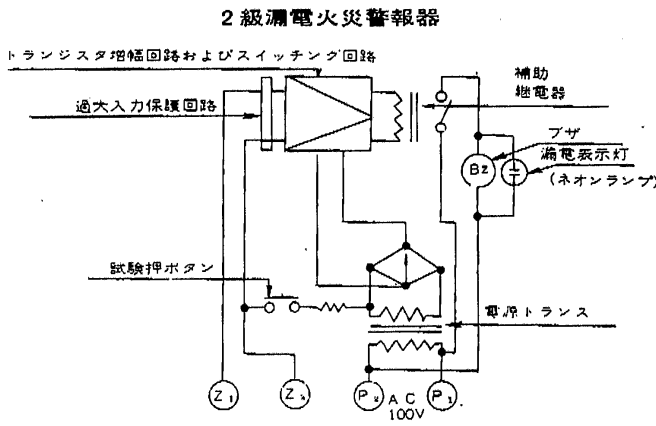 2級漏電火災警報器
トランジスタ増幅回路およびスイッチング回路
補助
継電器
過大入力保護回路
ブザ
漏電表示灯
(ネオンランプ)
BZ
試験押ボタン
電源トランス
Z1
P2
AC
100V
P1